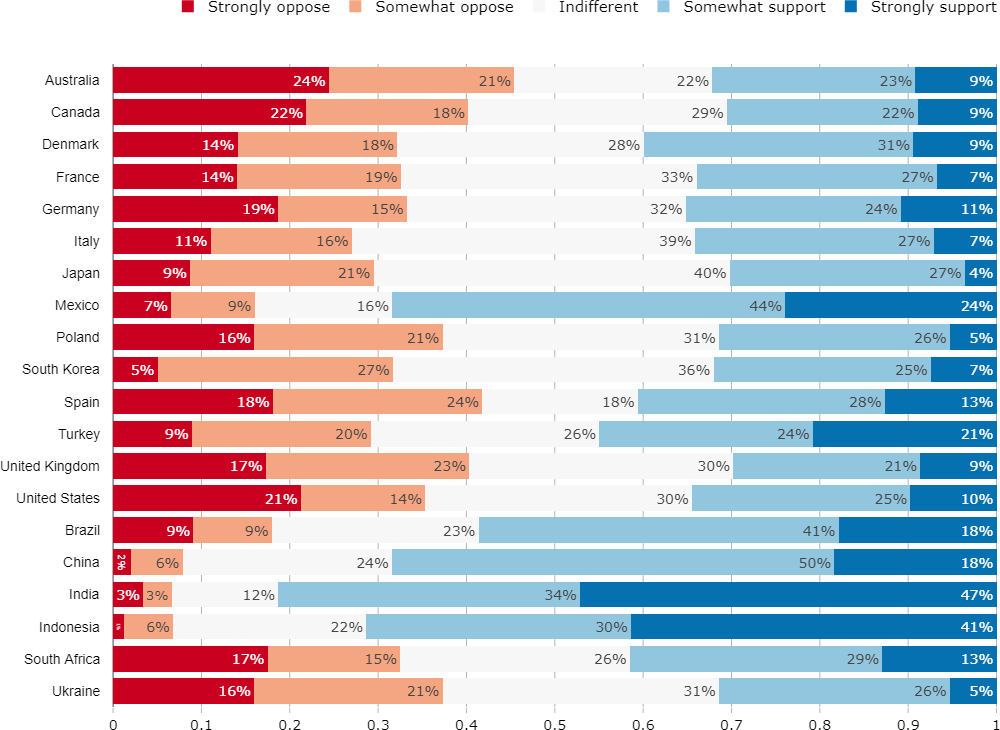 Strongly oppose Somewhat oppose Indifferent Somewhat support Strongly support
Australia 24% 21% 22% 23% 9%
Canada 22% 18% 29% 22% 9%
Denmark 14% 18% 28% 31% 9%
France 14% 19% 33% 27% 7%
Germany 19% 15% 32% 24% 11%
Italy 11% 16% 39% 27% 7%
Japan 9% 21% 40% 27% 4%
Mexico 7% 9% 16% 44% 24%
Poland 16% 21% 31% 26% 5%
South Korea 5% 27% 36% 25% 7%
Spain 18% 24% 18% 28% 13%
Turkey 9% 20% 26% 24% 21%
United Kingdom 17% 23% 30% 21% 9%
United States 21% 14% 30% 25% 10%
Brazil 9% 9% 23% 41% 18%
China 2% 6% 24% 50% 18%
India 3% 3% 12% 34% 47%
Indonesia 6% 22% 30% 41%
South Africa 17% 15% 26% 29% 13%
Ukraine 16% 21% 31% 26% 5%
0 0.1 0.2 0.3 0.4 0.5 0.6 0.7 0.8 0.9 1